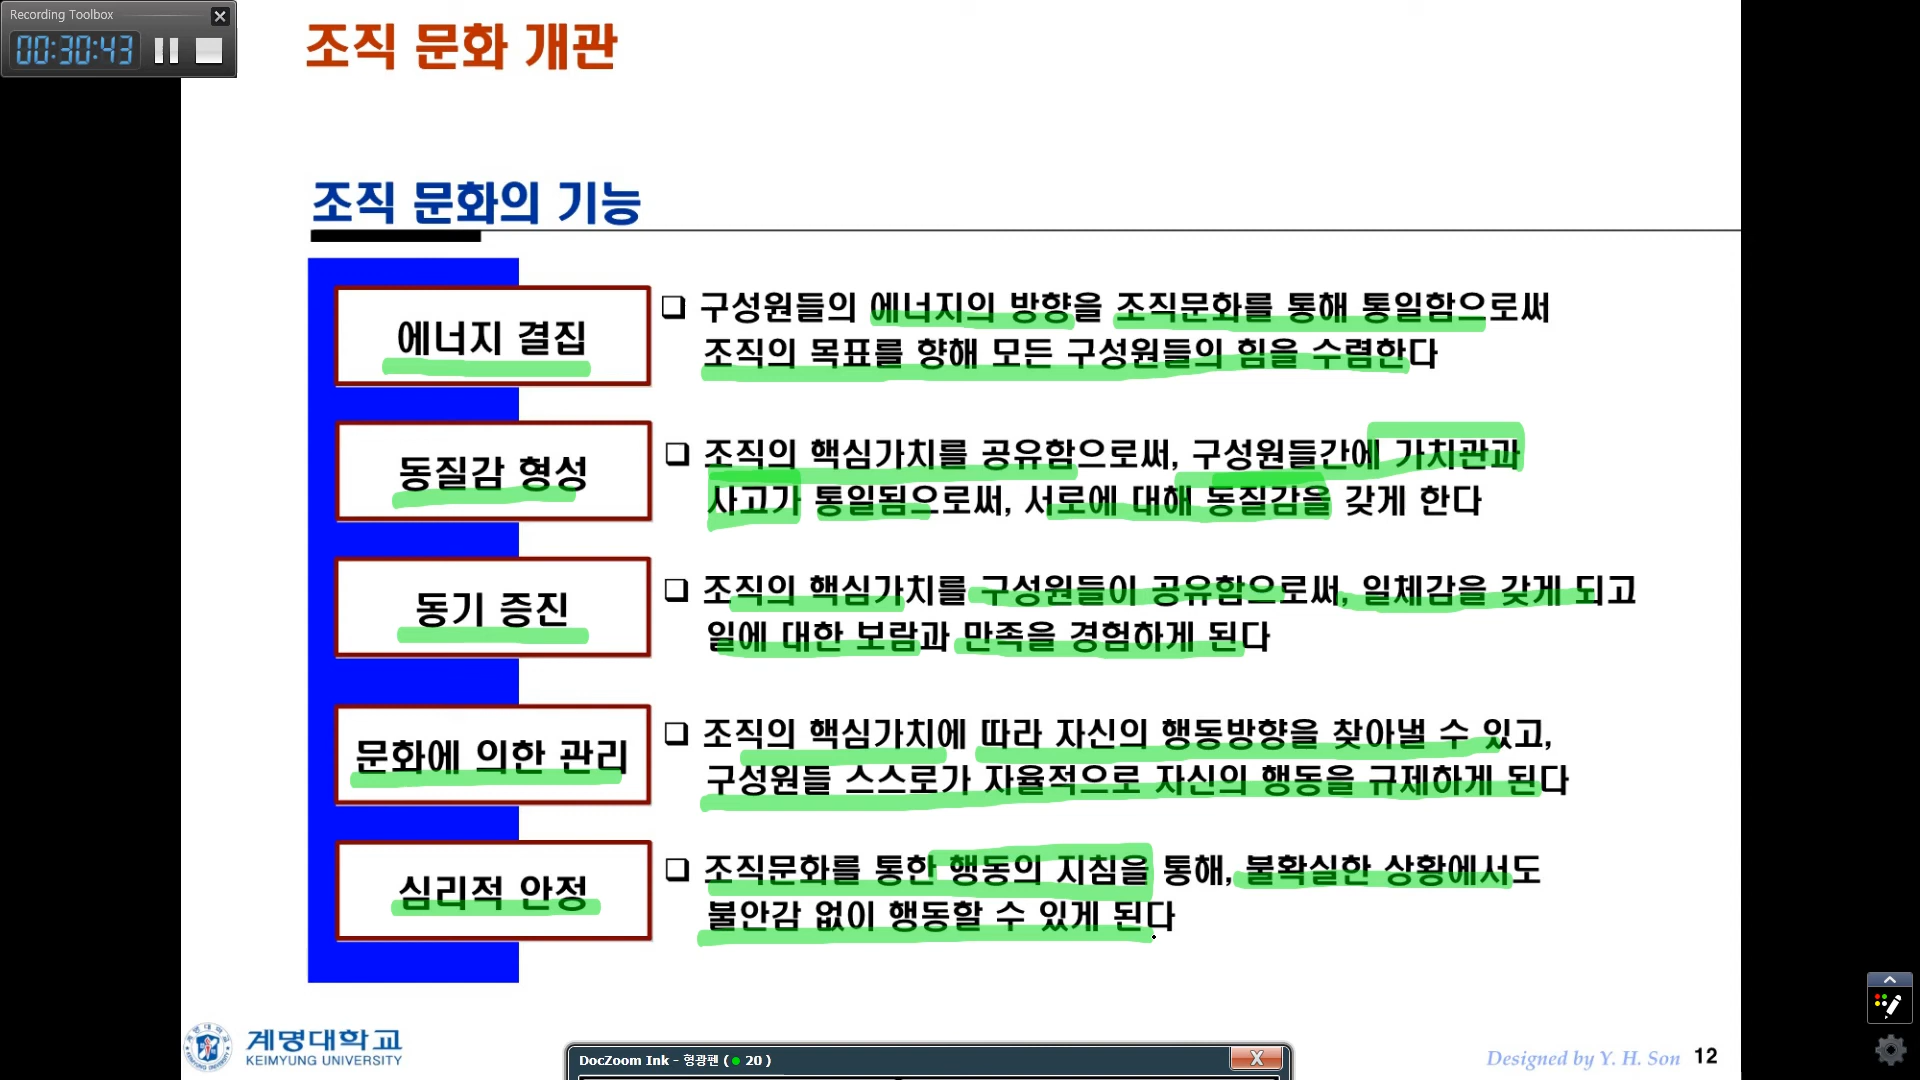 Recording Toolbox
00:30:43
조직 문화 개관
조직 문화의 기능
에너지 결집
❑ 구성원들의 에너지의 방향을 조직문화를 통해 통일함으로써
조직의 목표를 향해 모든 구성원들의 힘을 수렴한다
동질감 형성
❑ 조직의 핵심가치를 공유함으로써, 구성원들간에 가치관과
사고가 통일됨으로써, 서로에 대해 동질감을 갖게 한다
동기 증진
❑ 조직의 핵심가치를 구성원들이 공유함으로써, 일체감을 갖게 되고
일에 대한 보람과 만족을 경험하게 된다
문화에 의한 관리
❑ 조직의 핵심가치에 따라 자신의 행동방향을 찾아낼 수 있고,
구성원들 스스로가 자율적으로 자신의 행동을 규제하게 된다
심리적 안정
❑ 조직문화를 통한 행동의 지침을 통해, 불확실한 상황에서도
불안감 없이 행동할 수 있게 된다
계명대학교
KEIMYUNG UNIVERSITY
DocZoom Ink - 형광펜 ( ● 20 )
Designed by Y. H. Son 12